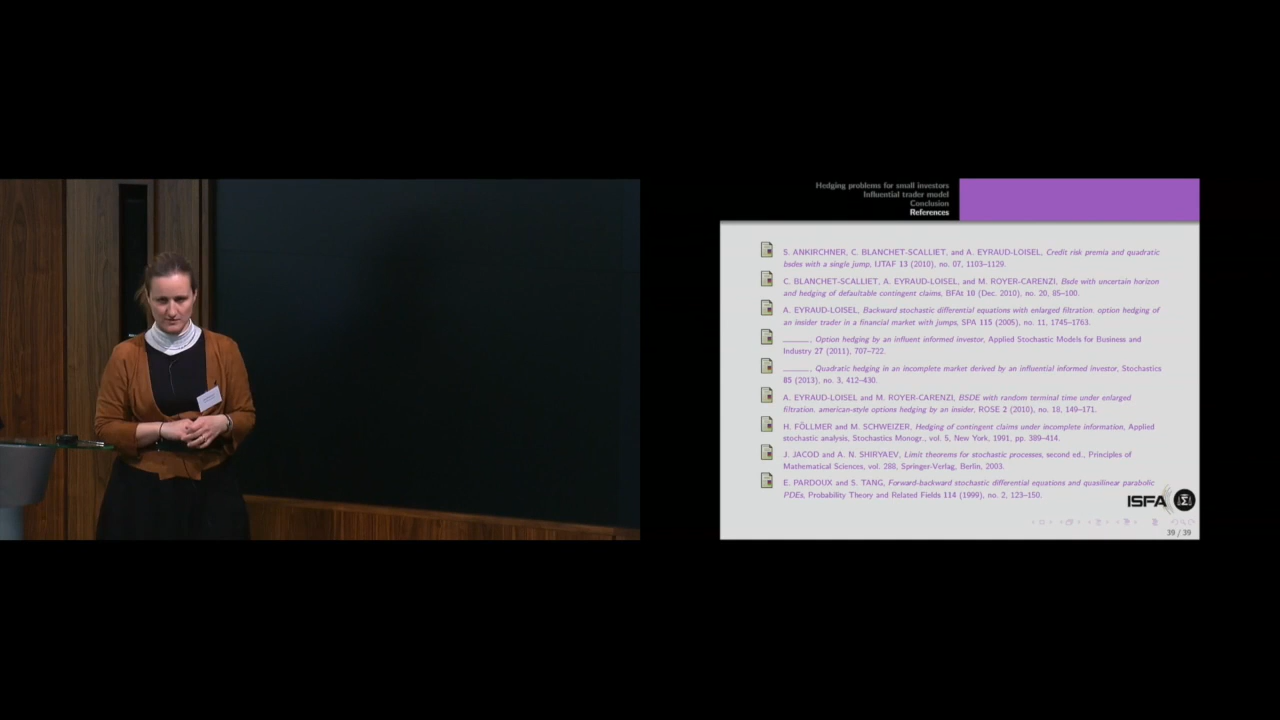 Hedging problems for small investors
Influential trader model
Conclusion
References
S. ANKIRCHNER, C. BLANCHET-SCALLIET, and A. EYRAUD-LOISEL, Credit risk premia and quadratic
bsdes with a single jump, IJTAF 13 (2010), no. 07, 1103–1129.
C. BLANCHET-SCALLIET, A. EYRAUD-LOISEL, and M. ROYER-CARENZI, Bsde with uncertain horizon
and hedging of defaultable contingent claims, BFAt 10 (Dec. 2010), no. 20, 85–100.
A. EYRAUD-LOISEL, Backward stochastic differential equations with enlarged filtration. option hedging of
an insider trader in a financial market with jumps, SPA 115 (2005), no. 11, 1745–1763.
______, Option hedging by an influent informed investor, Applied Stochastic Models for Business and
Industry 27 (2011), 707–722.
______, Quadratic hedging in an incomplete market derived by an influential informed investor, Stochastics
85 (2013), no. 3, 412–430.
A. EYRAUD-LOISEL and M. ROYER-CARENZI, BSDE with random terminal time under enlarged
filtration. american-style options hedging by an insider, ROSE 2 (2010), no. 18, 149–171.
H. FÖLLMER and M. SCHWEIZER, Hedging of contingent claims under incomplete information, Applied
stochastic analysis, Stochastics Monogr., vol. 5, New York, 1991, pp. 389–414.
J. JACOD and A. N. SHIRYAEV, Limit theorems for stochastic processes, second ed., Principles of
Mathematical Sciences, vol. 288, Springer-Verlag, Berlin, 2003.
E. PARDOUX and S. TANG, Forward-backward stochastic differential equations and quasilinear parabolic
PDEs, Probability Theory and Related Fields 114 (1999), no. 2, 123–150.
ISFA
39 / 39